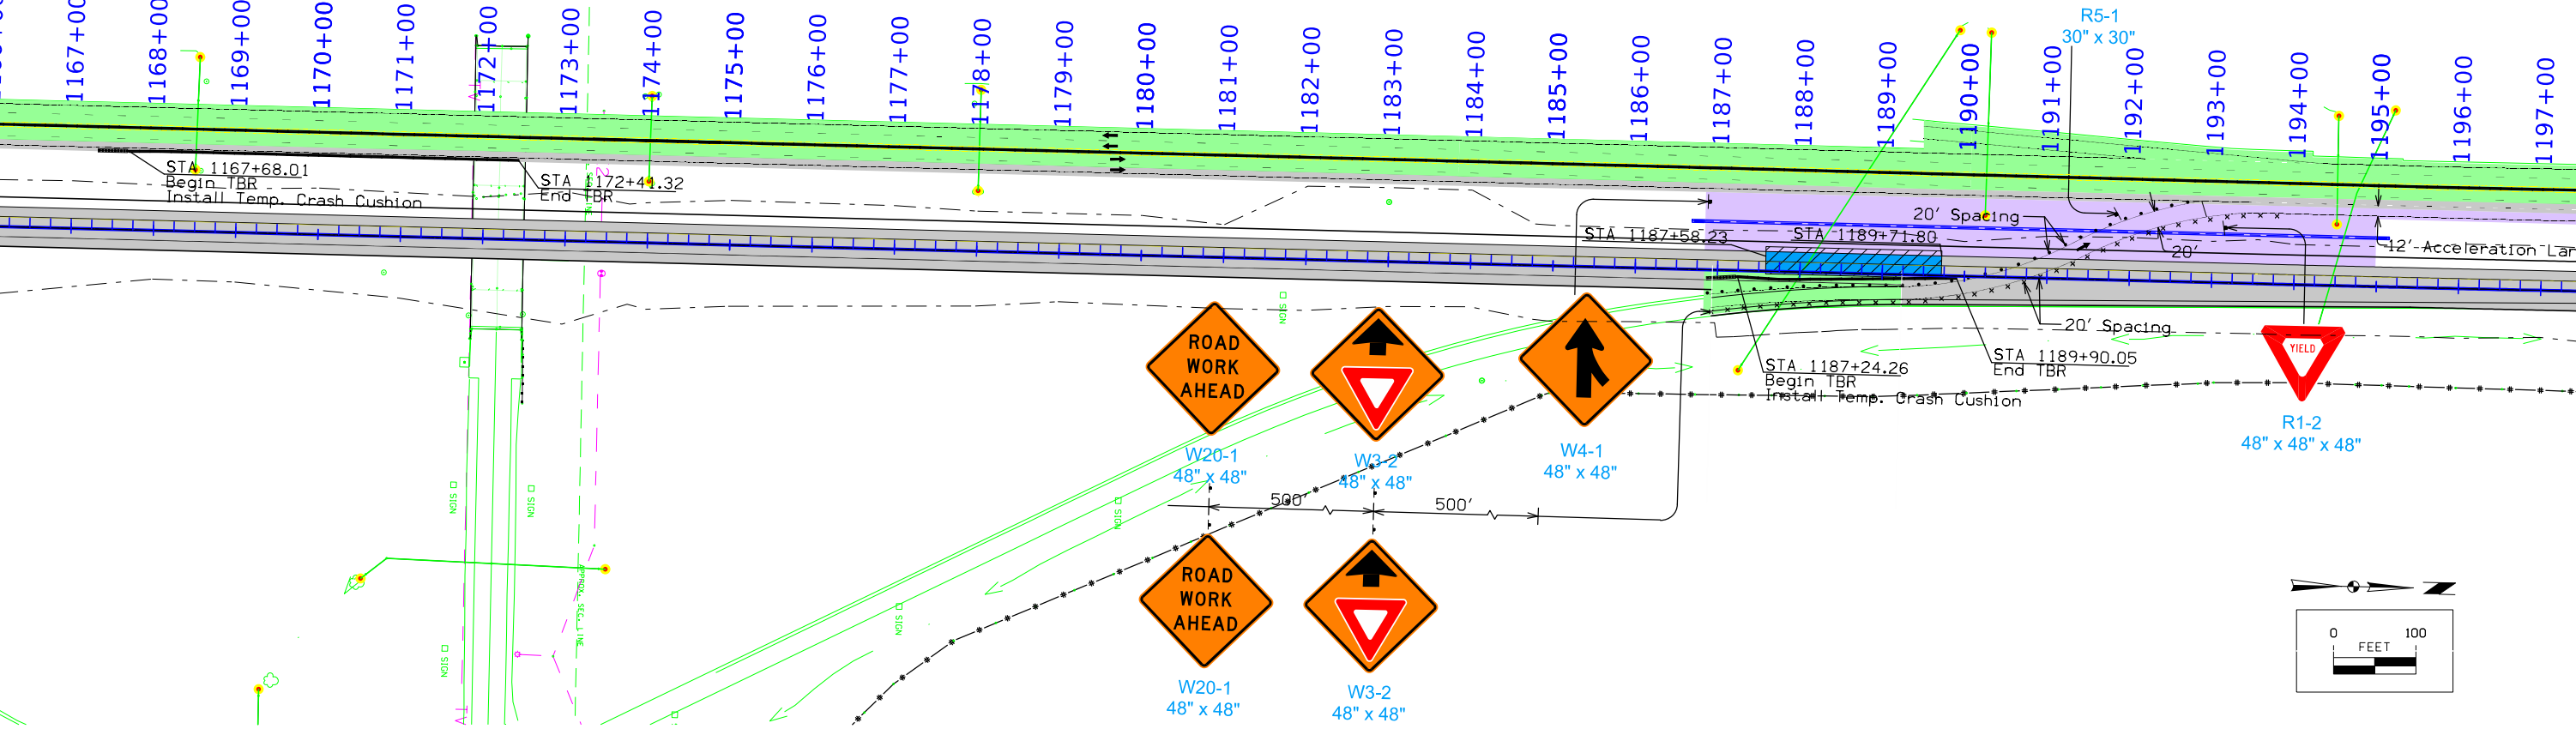 1167+00
1168+00
1169+00
1170+00
1171+00
1172+00
1173+00
1174+00
1175+00
1176+00
1177+00
1178+00
1179+00
1180+00
1181+00
1182+00
1183+00
1184+00
1185+00
1186+00
1187+00
1188+00
1189+00
1190+00
1191+00
1192+00
1193+00
1194+00
1195+00
1196+00
1197+00
R5-1
30" x 30"
STA 1167+68.01
Begin TBR
Install Temp. Crash Cushion
STA 1172+41.32
End TBR
STA 1187+58.23
STA 1189+71.80
20' Spacing
20'
12' Acceleration Lan
20' Spacing
STA 1187+24.26
Begin TBR
Install Temp. Crash Cushion
STA 1189+90.05
End TBR
ROAD
WORK
AHEAD
W20-1
48" x 48"
W3-2
48" x 48"
W4-1
48" x 48"
YIELD
R1-2
48" x 48" x 48"
500'
500'
ROAD
WORK
AHEAD
W20-1
48" x 48"
W3-2
48" x 48"
SIGN
SIGN
SIGN
SIGN
SIGN
SIGN
APPROX. SEC. LINE
0 100
FEET